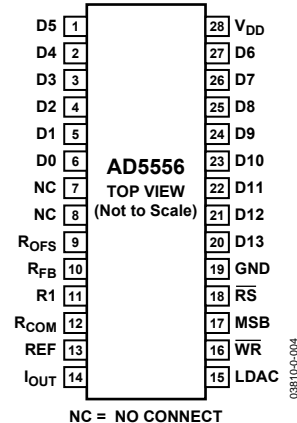 D5 1 28 VDD
D4 2 27 D6
D3 3 26 D7
D2 4 25 D8
D1 5 24 D9
D0 6 23 D10
NC 7 22 D11
NC 8 21 D12
ROFS 9 20 D13
RFB 10 19 GND
R1 11 18 R̅S̅
RCOM 12 17 MSB
REF 13 16 W̅R̅
IOUT 14 15 LDAC
AD5556
TOP VIEW
(Not to Scale)
03810-0-004
NC = NO CONNECT